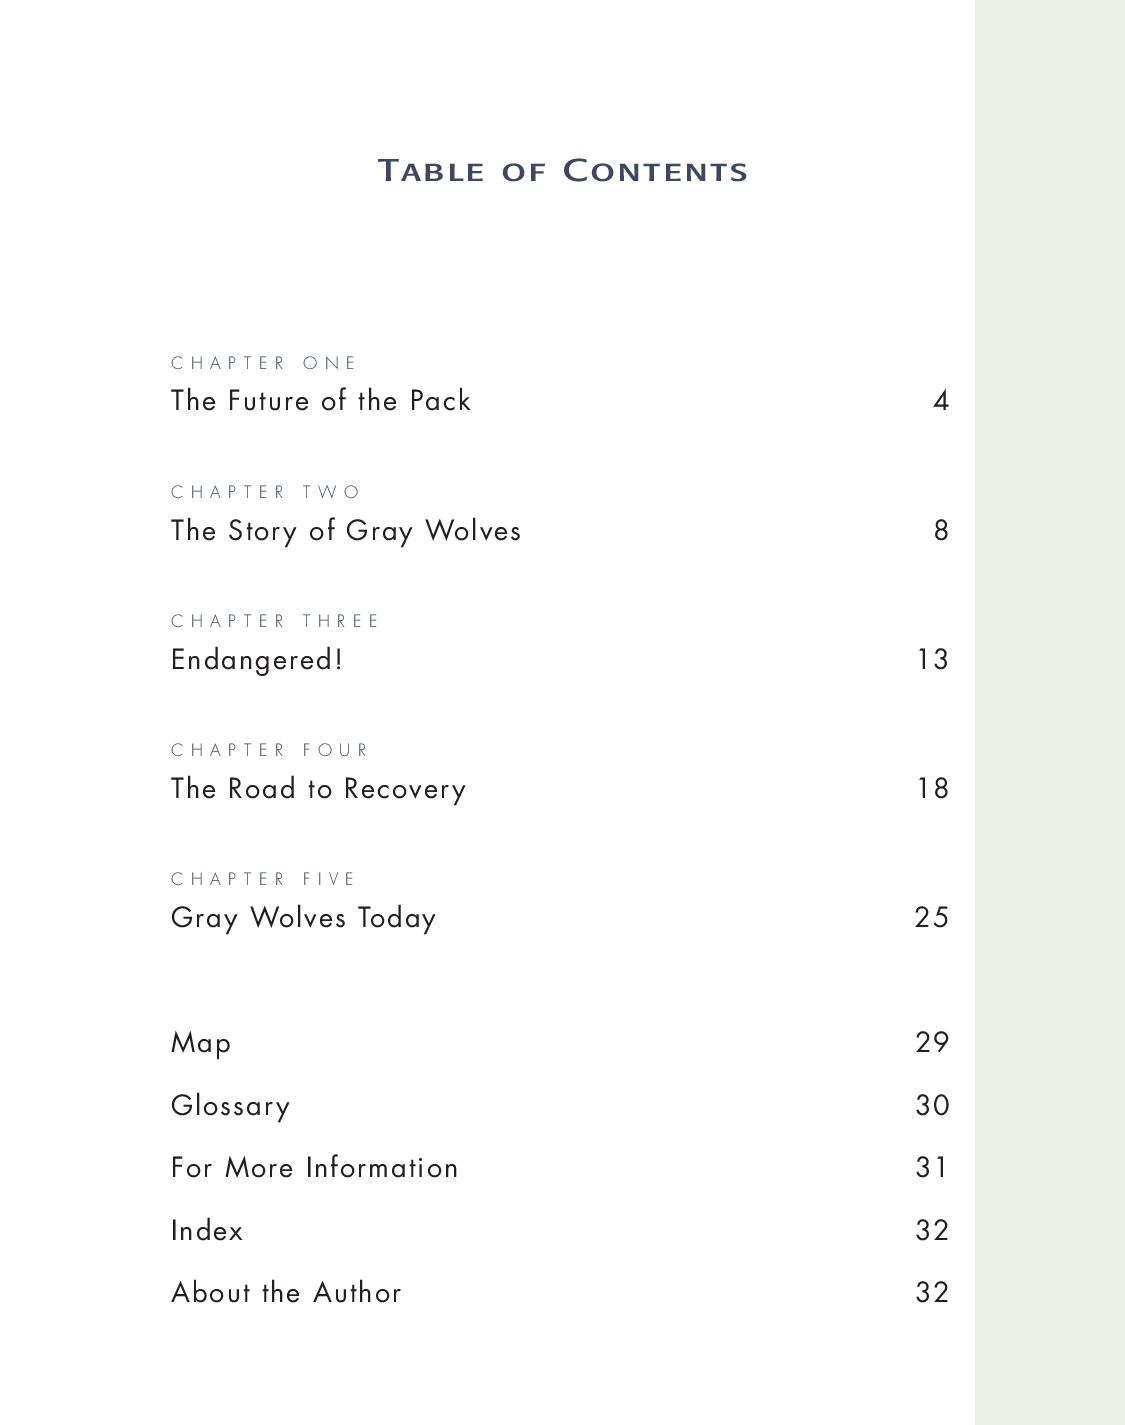 Table of Contents
CHAPTER ONE
The Future of the Pack 4
CHAPTER TWO
The Story of Gray Wolves 8
CHAPTER THREE
Endangered! 13
CHAPTER FOUR
The Road to Recovery 18
CHAPTER FIVE
Gray Wolves Today 25
Map 29
Glossary 30
For More Information 31
Index 32
About the Author 32